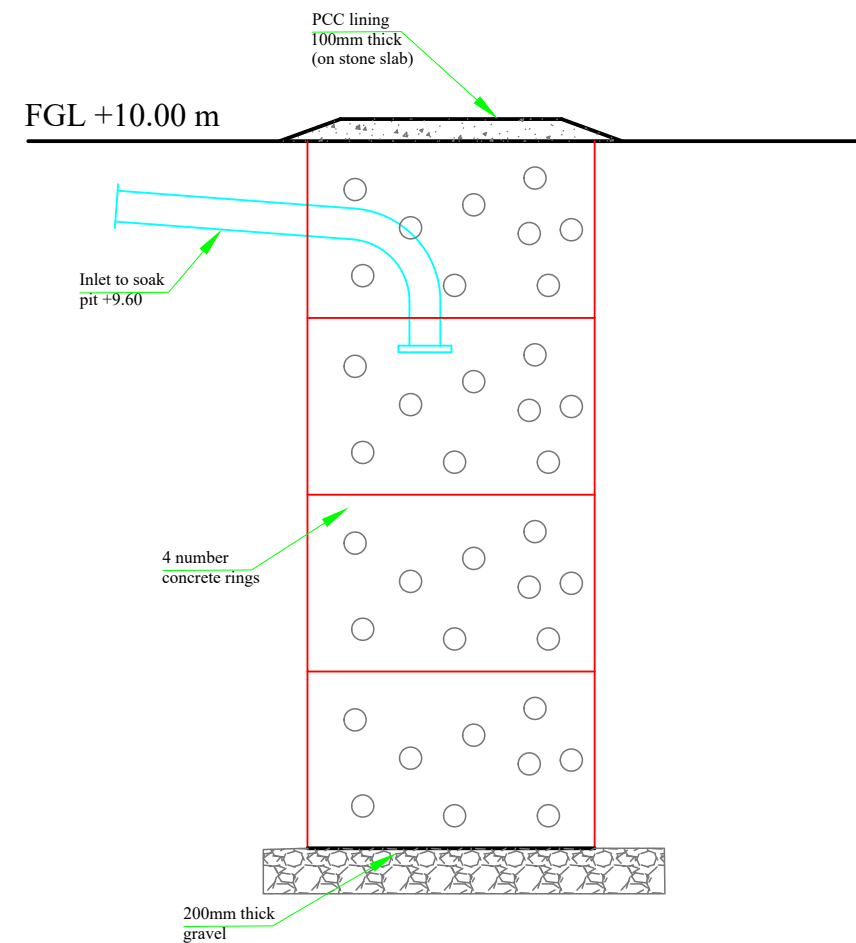 PCC lining
100mm thick
(on stone slab)
FGL +10.00 m
Inlet to soak
pit +9.60
4 number
concrete rings
200mm thick
gravel